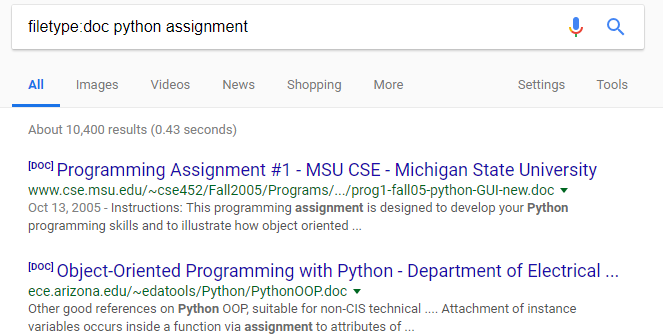 filetype:doc python assignment
All Images Videos News Shopping More Settings Tools
About 10,400 results (0.43 seconds)
[DOC] Programming Assignment #1 - MSU CSE - Michigan State University
www.cse.msu.edu/~cse452/Fall2005/Programs/.../prog1-fall05-python-GUI-new.doc
Oct 13, 2005 - Instructions: This programming assignment is designed to develop your Python
programming skills and to illustrate how object oriented ...
[DOC] Object-Oriented Programming with Python - Department of Electrical ...
ece.arizona.edu/~edatools/Python/PythonOOP.doc
Other good references on Python OOP, suitable for non-CIS technical .... Attachment of instance
variables occurs inside a function via assignment to attributes of ...